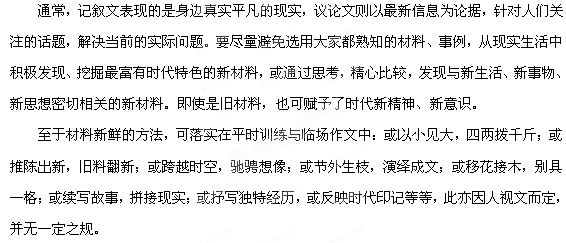 通常，记叙文表现的是身边真实平凡的现实，议论文则以最新信息为论据，针对人们关
注的话题，解决当前的实际问题。要尽量避免选用大家都熟知的材料、事例，从现实生活中
积极发现、挖掘最富有时代特色的新材料，或通过思考，精心比较，发现与新生活、新事物、
新思想密切相关的新材料。即使是旧材料，也可赋予了时代新精神、新意识。
至于材料新鲜的方法，可落实在平时训练与临场作文中：或以小见大，四两拨千斤；或
推陈出新，旧料翻新；或跨越时空，驰骋想像；或节外生枝，演绎成文；或移花接木，别具
一格；或续写故事，拼接现实；或抒写独特经历，或反映时代印记等等，此亦因人视文而定，
并无一定之规。